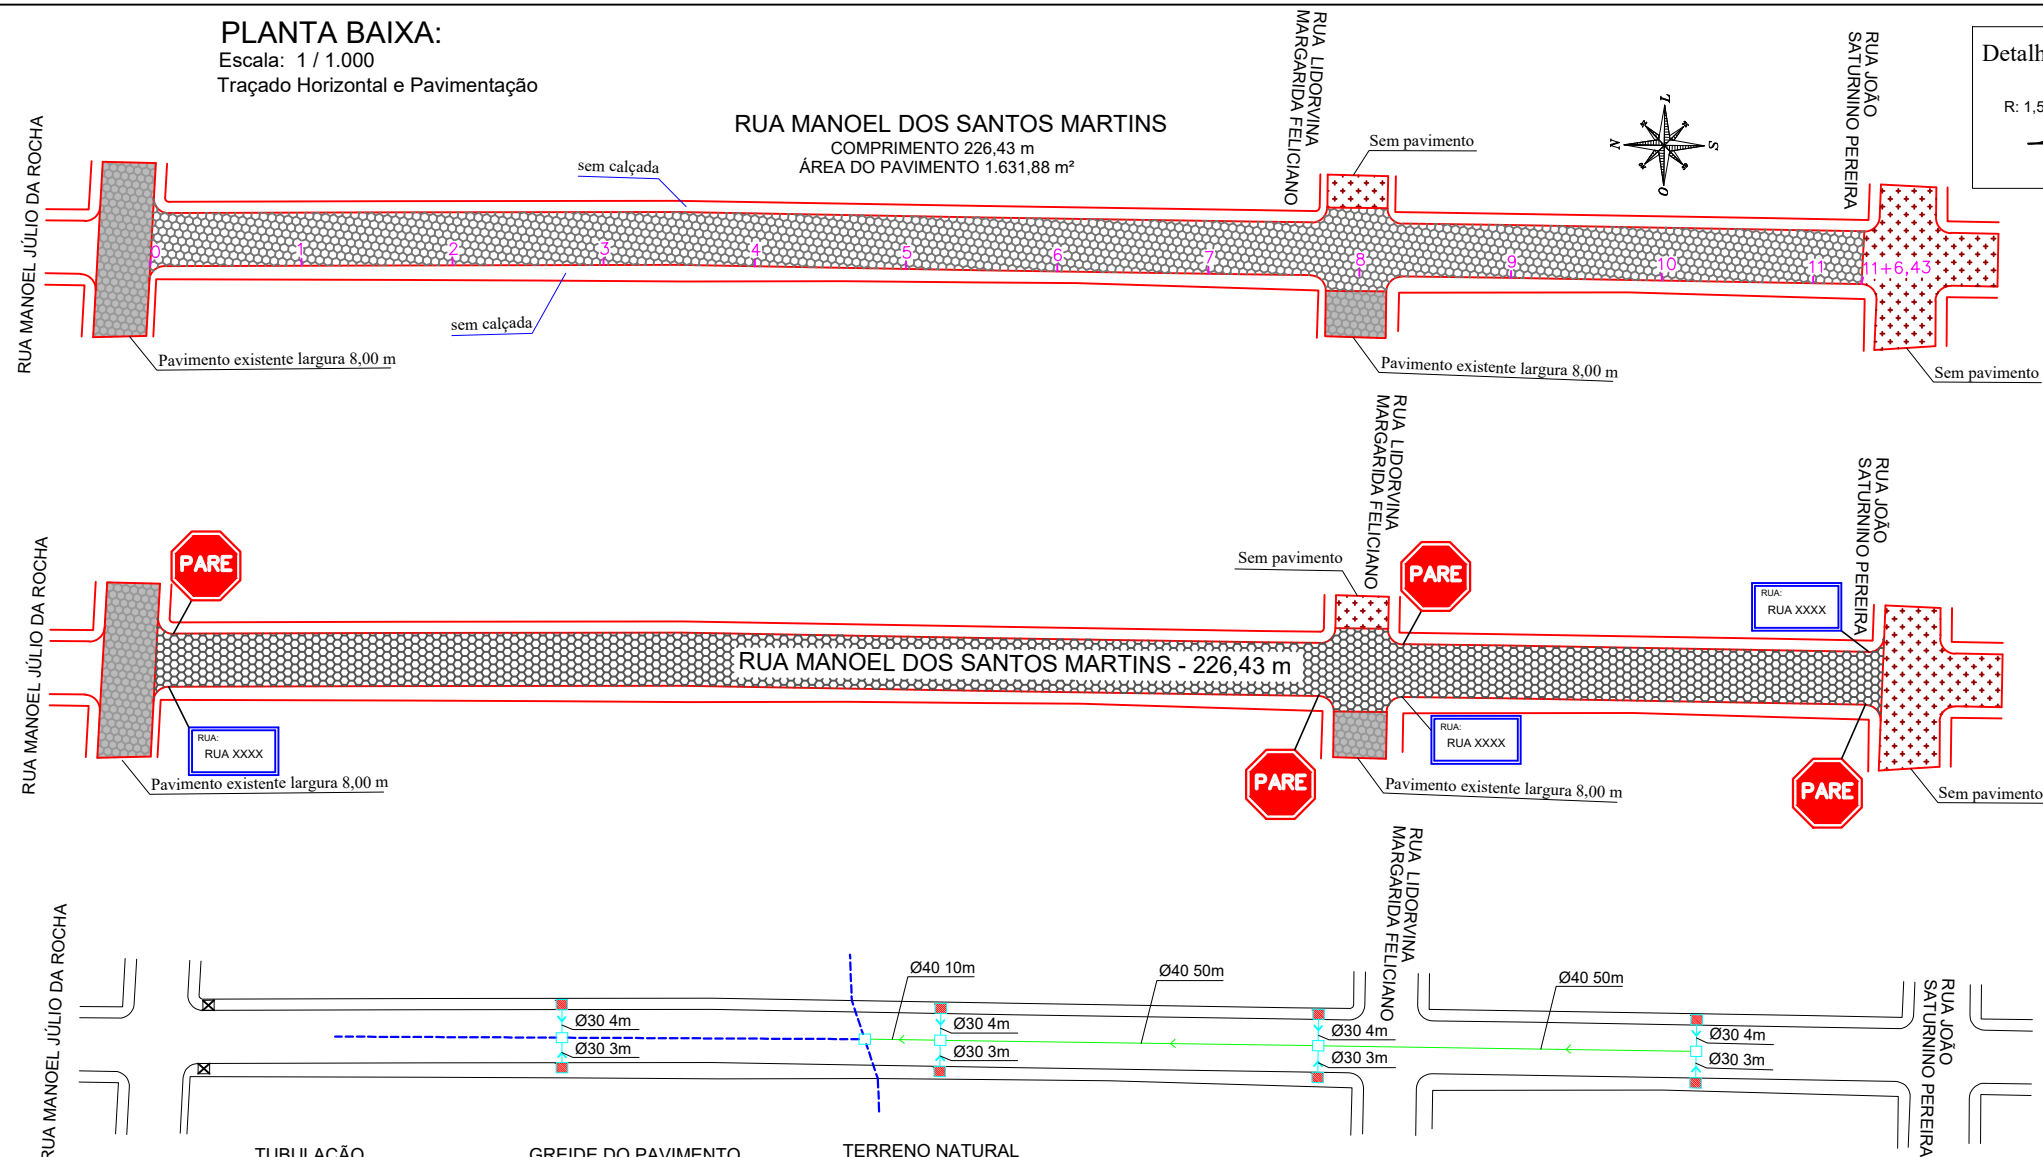 PLANTA BAIXA:
Escala: 1 / 1.000
Traçado Horizontal e Pavimentação
RUA MANOEL DOS SANTOS MARTINS
COMPRIMENTO 226,43 m
ÁREA DO PAVIMENTO 1.631,88 m²
RUA MANOEL JÚLIO DA ROCHA
RUA LIDORVINA
MARGARIDA FELICIANO
RUA JOÃO
SATURNINO PEREIRA
Detalh
R: 1,5
sem calçada
Sem pavimento
L
N
S
O
0
1
2
3
4
5
6
7
8
9
10
11
11+6,43
sem calçada
Pavimento existente largura 8,00 m
Pavimento existente largura 8,00 m
Sem pavimento
RUA MANOEL JÚLIO DA ROCHA
RUA LIDORVINA
MARGARIDA FELICIANO
RUA JOÃO
SATURNINO PEREIRA
PARE
Sem pavimento
PARE
RUA:
RUA XXXX
RUA MANOEL DOS SANTOS MARTINS - 226,43 m
RUA:
RUA XXXX
RUA:
RUA XXXX
PARE
PARE
Pavimento existente largura 8,00 m
Pavimento existente largura 8,00 m
Sem pavimento
RUA MANOEL JÚLIO DA ROCHA
RUA LIDORVINA
MARGARIDA FELICIANO
RUA JOÃO
SATURNINO PEREIRA
Ø40 10m
Ø40 50m
Ø40 50m
Ø30 4m
Ø30 3m
Ø30 4m
Ø30 3m
Ø30 4m
Ø30 3m
Ø30 4m
Ø30 3m
TUBULAÇÃO
GREIDE DO PAVIMENTO
TERRENO NATURAL